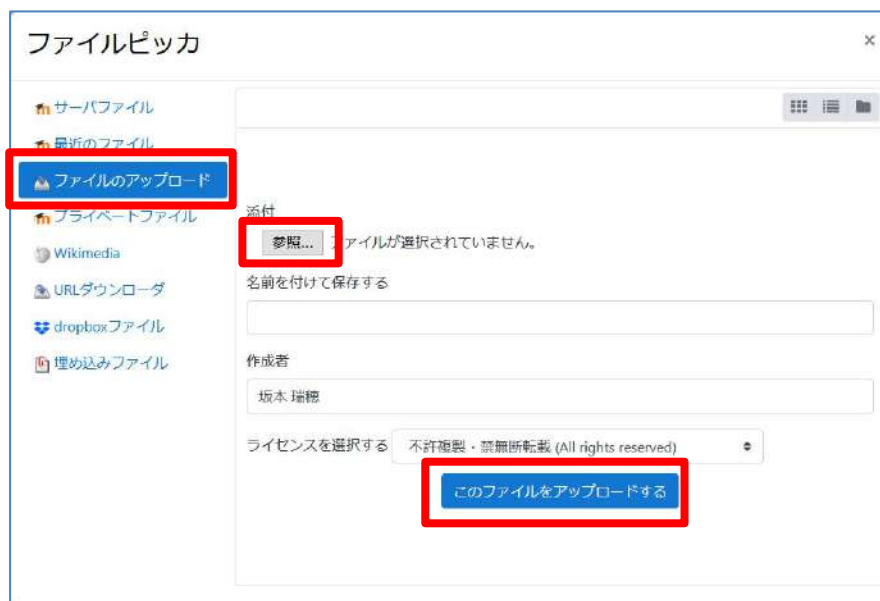 ファイルピッカ
×
サーバファイル
最近のファイル
ファイルのアップロード
プライベートファイル
Wikimedia
URLダウンローダ
dropboxファイル
埋め込みファイル
添付
参照... ファイルが選択されていません。
名前を付けて保存する
作成者
坂本 瑞穂
ライセンスを選択する 不許複製・禁無断転載 (All rights reserved)
このファイルをアップロードする